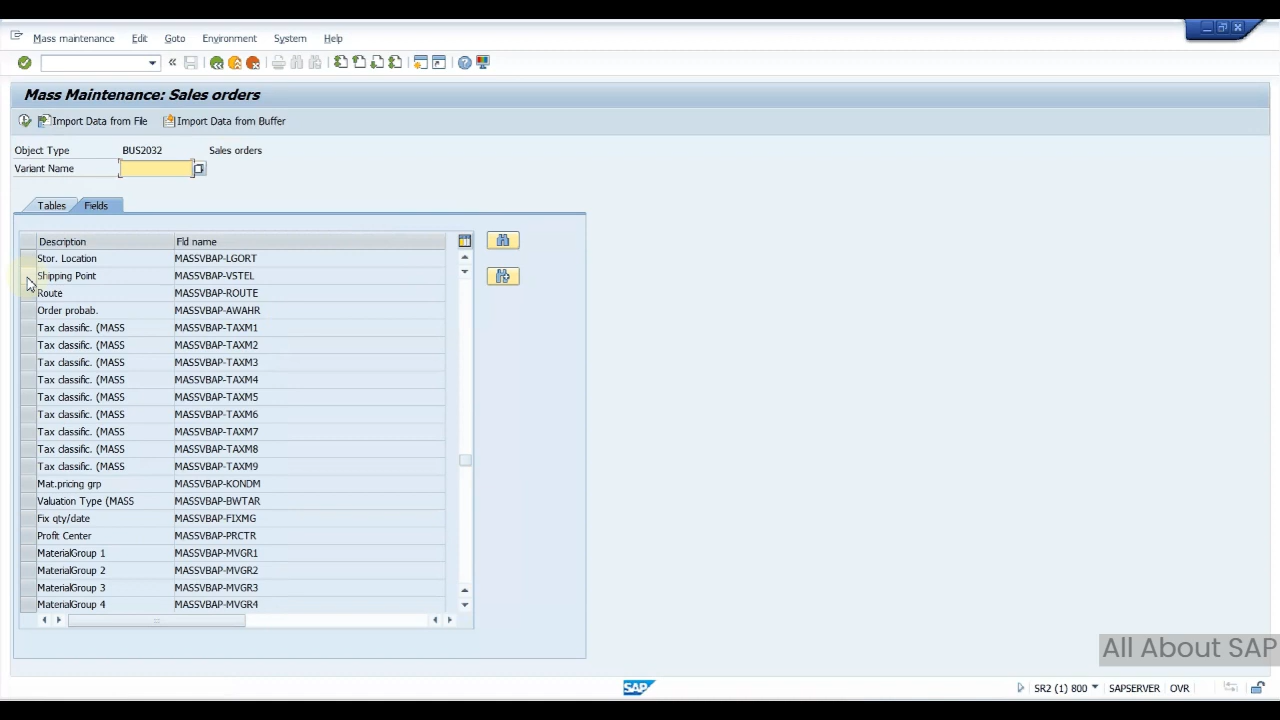 Mass maintenance Edit Goto Environment System Help
Mass Maintenance: Sales orders
Import Data from File Import Data from Buffer
Object Type BUS2032 Sales orders
Variant Name
Tables Fields
Description Fld name
Stor. Location MASSVBAP-LGORT
Shipping Point MASSVBAP-VSTEL
Route MASSVBAP-ROUTE
Order probab. MASSVBAP-AWAHR
Tax classific. (MASS MASSVBAP-TAXM1
Tax classific. (MASS MASSVBAP-TAXM2
Tax classific. (MASS MASSVBAP-TAXM3
Tax classific. (MASS MASSVBAP-TAXM4
Tax classific. (MASS MASSVBAP-TAXM5
Tax classific. (MASS MASSVBAP-TAXM6
Tax classific. (MASS MASSVBAP-TAXM7
Tax classific. (MASS MASSVBAP-TAXM8
Tax classific. (MASS MASSVBAP-TAXM9
Mat.pricing grp MASSVBAP-KONDM
Valuation Type (MASS MASSVBAP-BWTAR
Fix qty/date MASSVBAP-FIXMG
Profit Center MASSVBAP-PRCTR
MaterialGroup 1 MASSVBAP-MVGR1
MaterialGroup 2 MASSVBAP-MVGR2
MaterialGroup 3 MASSVBAP-MVGR3
MaterialGroup 4 MASSVBAP-MVGR4
All About SAP
SAP SR2 (1) 800 SAPSERVER OVR